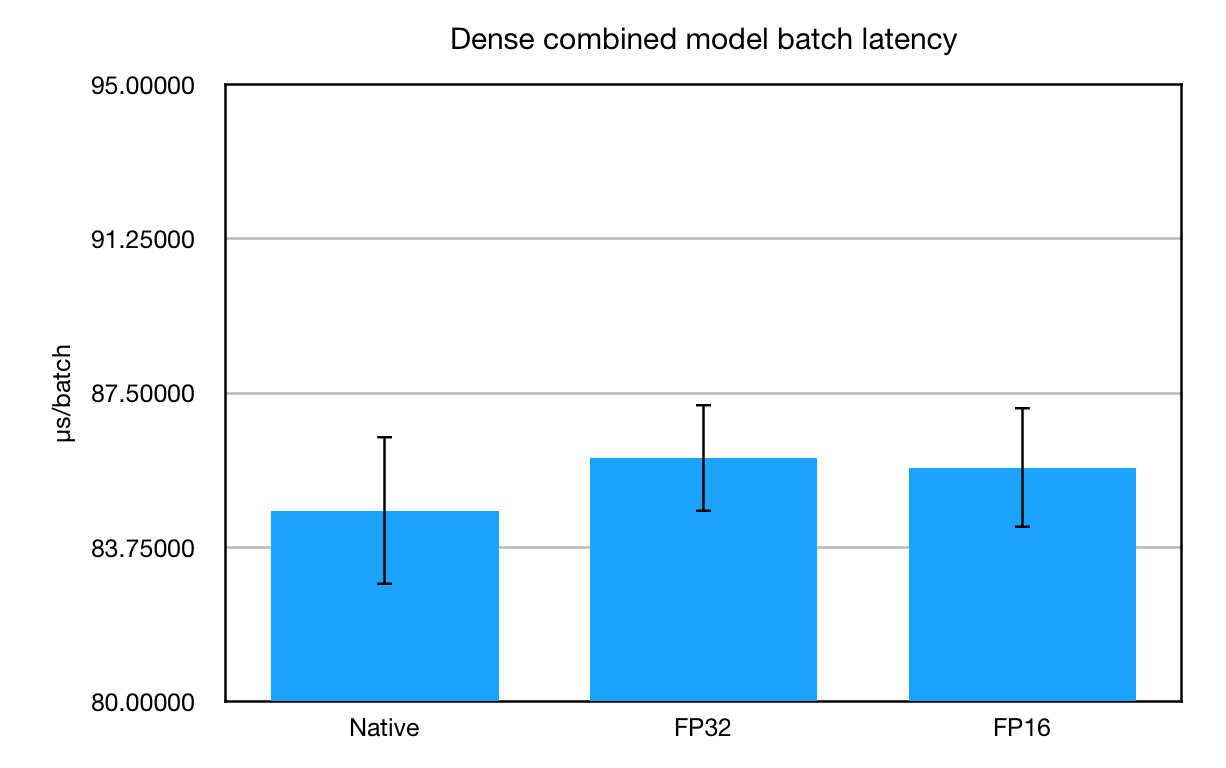 Dense combined model batch latency
95.00000
91.25000
87.50000
83.75000
80.00000
µs/batch
Native
FP32
FP16